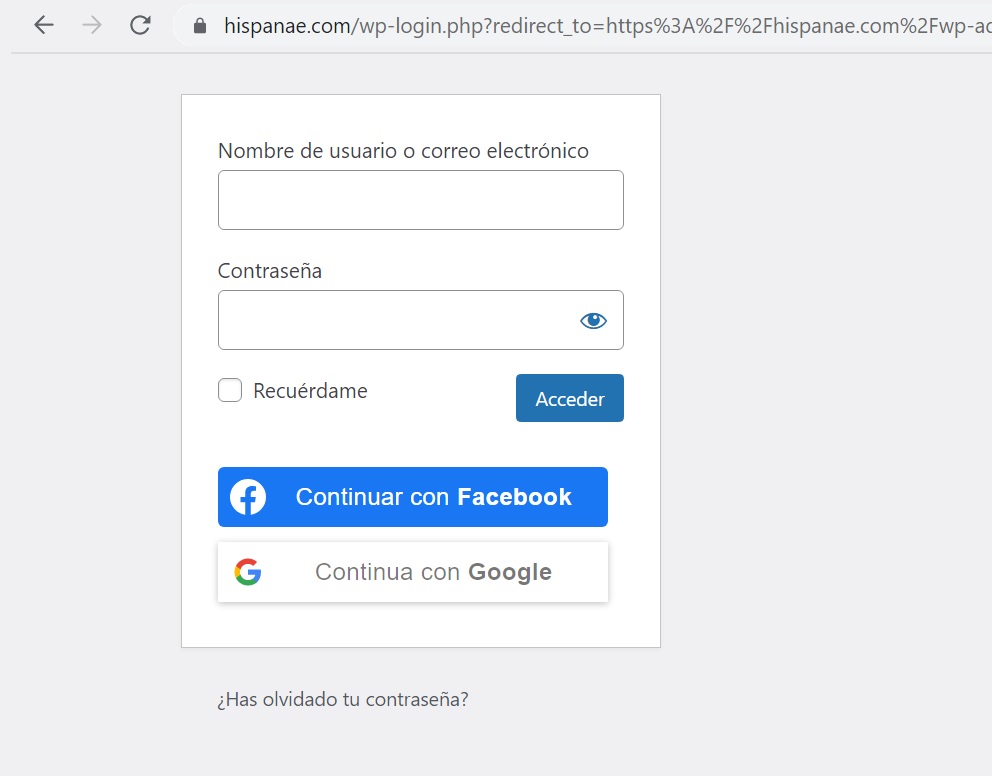 hispanae.com/wp-login.php?redirect_to=https%3A%2F%2Fhispanae.com%2Fwp-ad
Nombre de usuario o correo electrónico
Contraseña
Recuérdame
Acceder
Continuar con Facebook
Continua con Google
¿Has olvidado tu contraseña?